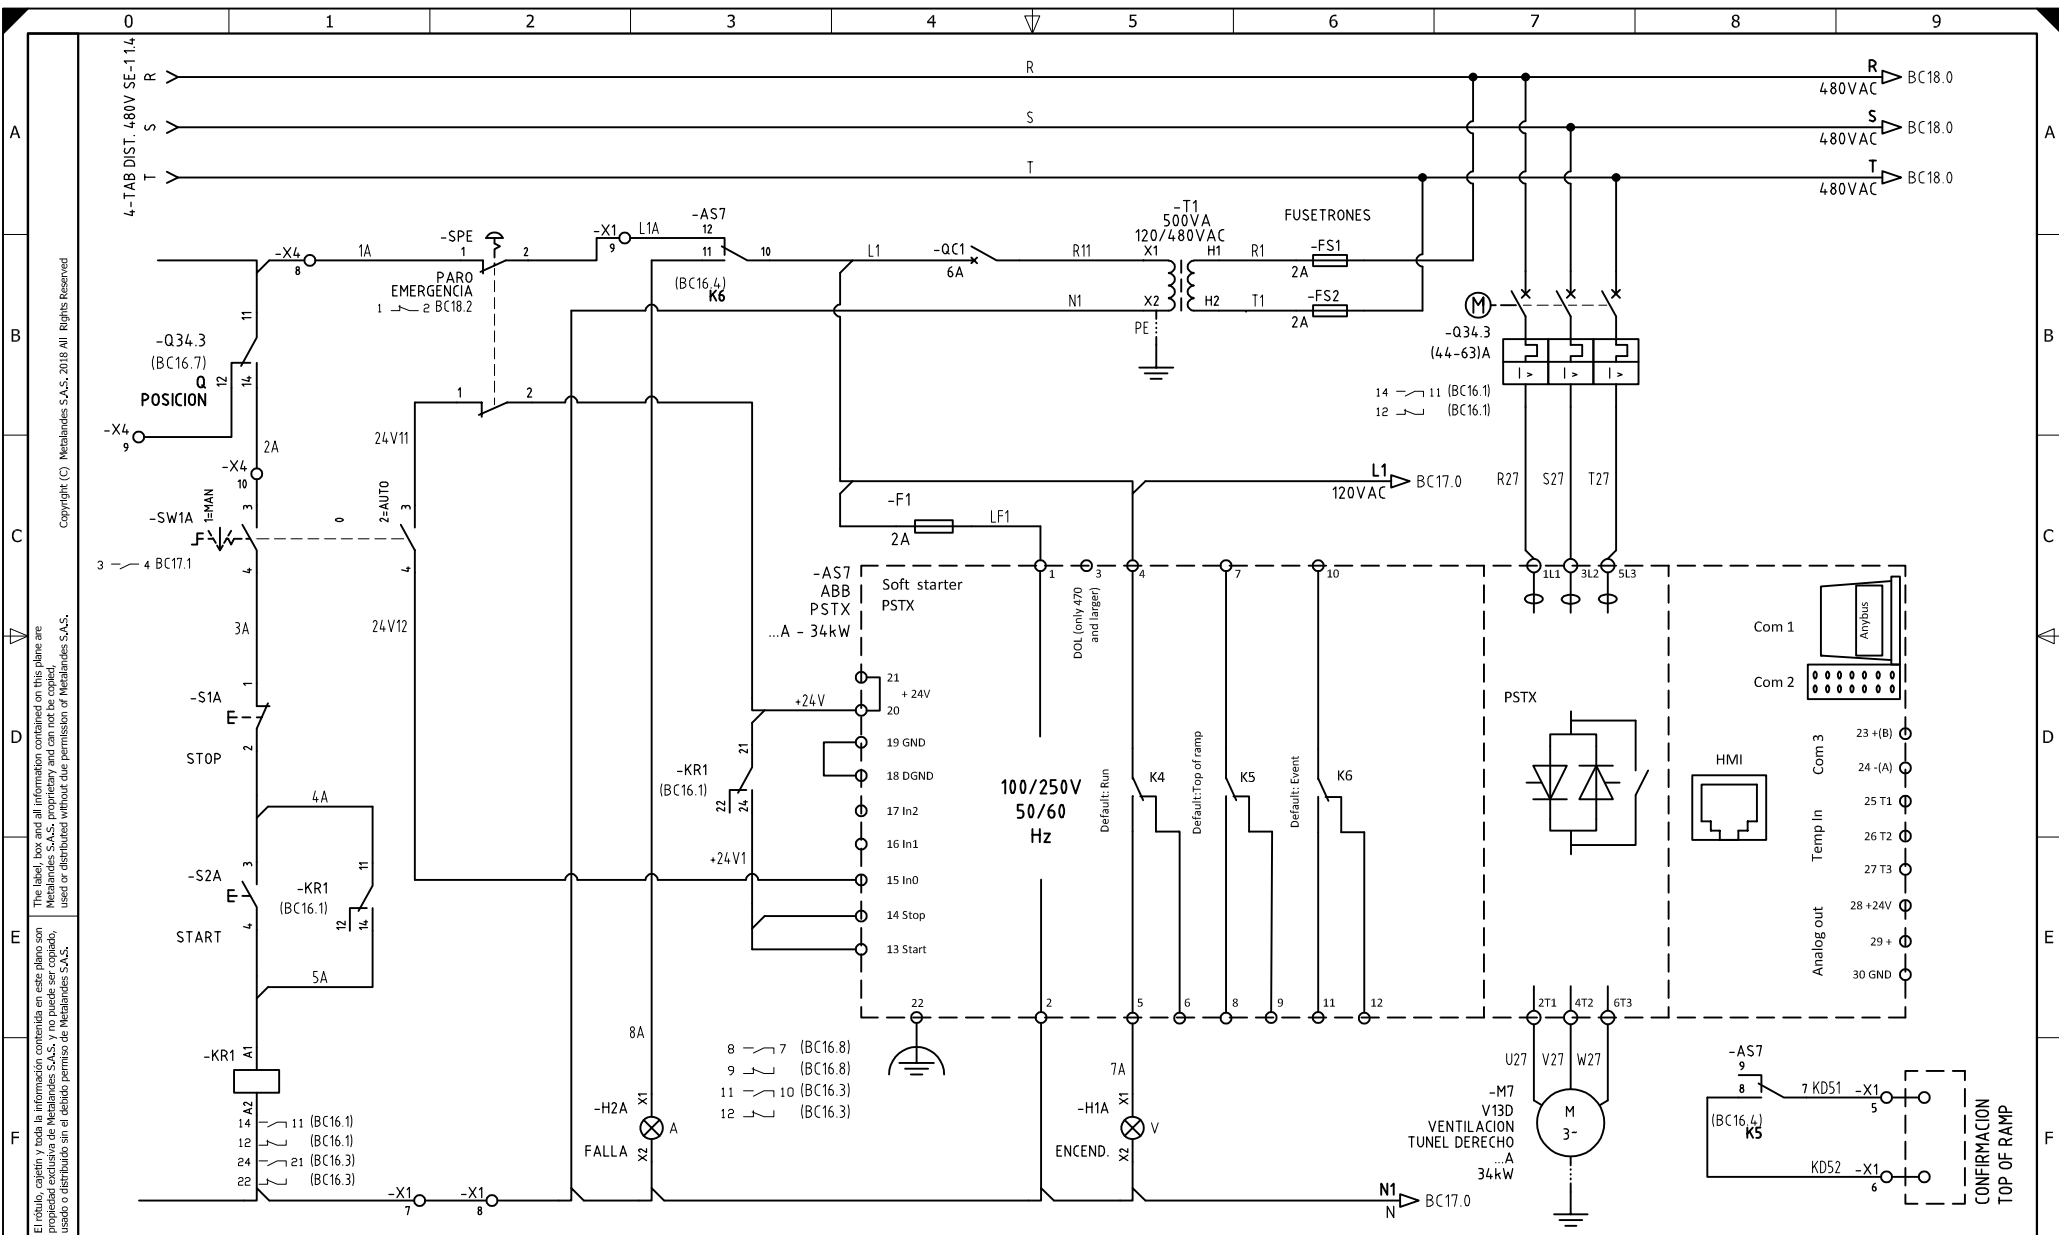 0 1 2 3 4 5 6 7 8 9
A
B
C
D
E
F
A
B
C
D
E
F
Copyright (C) Metalandes S.A.S. 2018 All Rights Reserved
The label, box and all information contained on this plane are
Metalandes S.A.S. proprietary and can not be copied,
used or distributed without due permission of Metalandes S.A.S.
El rótulo, cajetín y toda la información contenida en este plano son
propiedad exclusiva de Metalandes S.A.S. y no puede ser copiado,
usado o distribuido sin el debido permiso de Metalandes S.A.S.
4-TAB DIST. 480V SE-1 1.4
R
R
R
480VAC
BC18.0
S
S
S
480VAC
BC18.0
T
T
T
480VAC
BC18.0
-X4
8
1A
-SPE
1
2
PARO
EMERGENCIA
1 2 BC18.2
-X1
9
L1A
-AS7
12
11
10
(BC16.4)
K6
L1
-QC1
6A
R11
N1
-T1
500VA
120/480VAC
X1
H1
X2
H2
PE
R1
T1
FUSETRONES
-FS1
2A
-FS2
2A
M
-Q34.3
(44-63)A
I >
I >
I >
14 11 (BC16.1)
12 (BC16.1)
R27
S27
T27
11
-Q34.3
(BC16.7)
Q
POSICION
12
14
-X4
9
2A
-X4
10
1
2
24V11
-SW1A
1=MAN
0
2=AUTO
3
4
3
4
3 4 BC17.1
3A
24V12
-S1A
1
2
STOP
4A
-S2A
3
4
START
-KR1
(BC16.1)
11
12
14
5A
-KR1
A1
A2
14 11 (BC16.1)
12 (BC16.1)
24 21 (BC16.3)
22 (BC16.3)
-X1
7
-X1
8
-KR1
(BC16.1)
21
22
24
+24V
+24V1
L1
120VAC
BC17.0
-F1
2A
LF1
-AS7
ABB
PSTX
...A - 34kW
Soft starter
PSTX
1
3
4
7
10
DOL (only 470
and larger)
21
+ 24V
20
19 GND
18 DGND
17 In2
16 In1
15 In0
14 Stop
13 Start
22
2
5
6
8
9
11
12
100/250V
50/60
Hz
Default: Run
K4
Default:Top of ramp
K5
Default: Event
K6
1L1
3L2
5L3
PSTX
2T1
4T2
6T3
Com 1
Anybus
Com 2
HMI
Com 3
Temp In
Analog out
23 +(B)
24 -(A)
25 T1
26 T2
27 T3
28 +24V
29 +
30 GND
8A
-H2A
X1
A
X2
FALLA
8 7 (BC16.8)
9 (BC16.8)
11 10 (BC16.3)
12 (BC16.3)
7A
-H1A
X1
V
X2
ENCEND.
N1
N
BC17.0
U27
V27
W27
-M7
V13D
VENTILACION
TUNEL DERECHO
...A
34kW
M
3~
-AS7
9
8
7
(BC16.4)
K5
KD51
-X1
5
KD52
-X1
6
CONFIRMACION
TOP OF RAMP